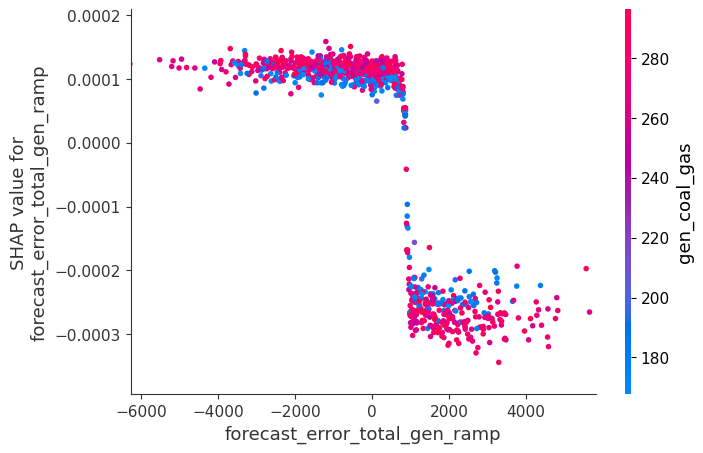 0.0002
0.0001
0.0000
−0.0001
−0.0002
−0.0003
SHAP value for
forecast_error_total_gen_ramp
−6000 −4000 −2000 0 2000 4000
forecast_error_total_gen_ramp
280
260
240
220
200
180
gen_coal_gas